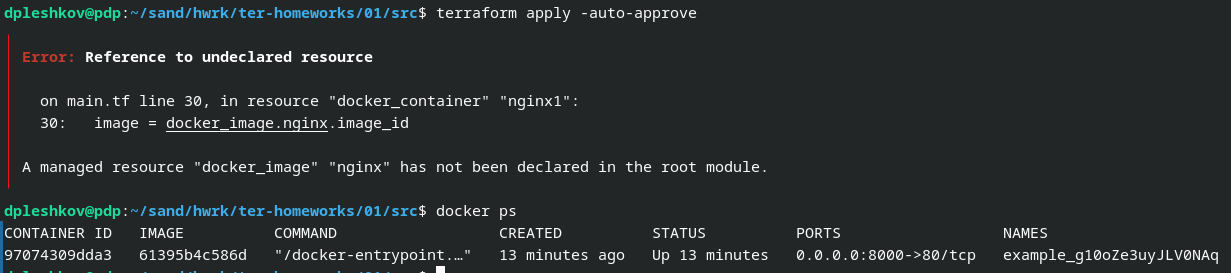 dpleshkov@pdp:~/sand/hwrk/ter-homeworks/01/src$ terraform apply -auto-approve
Error: Reference to undeclared resource
on main.tf line 30, in resource "docker_container" "nginx1":
30: image = docker_image.nginx.image_id
A managed resource "docker_image" "nginx" has not been declared in the root module.
dpleshkov@pdp:~/sand/hwrk/ter-homeworks/01/src$ docker ps
CONTAINER ID IMAGE COMMAND CREATED STATUS PORTS NAMES
97074309dda3 61395b4c586d "/docker-entrypoint.…" 13 minutes ago Up 13 minutes 0.0.0.0:8000->80/tcp example_g10oZe3uyJLV0NAq